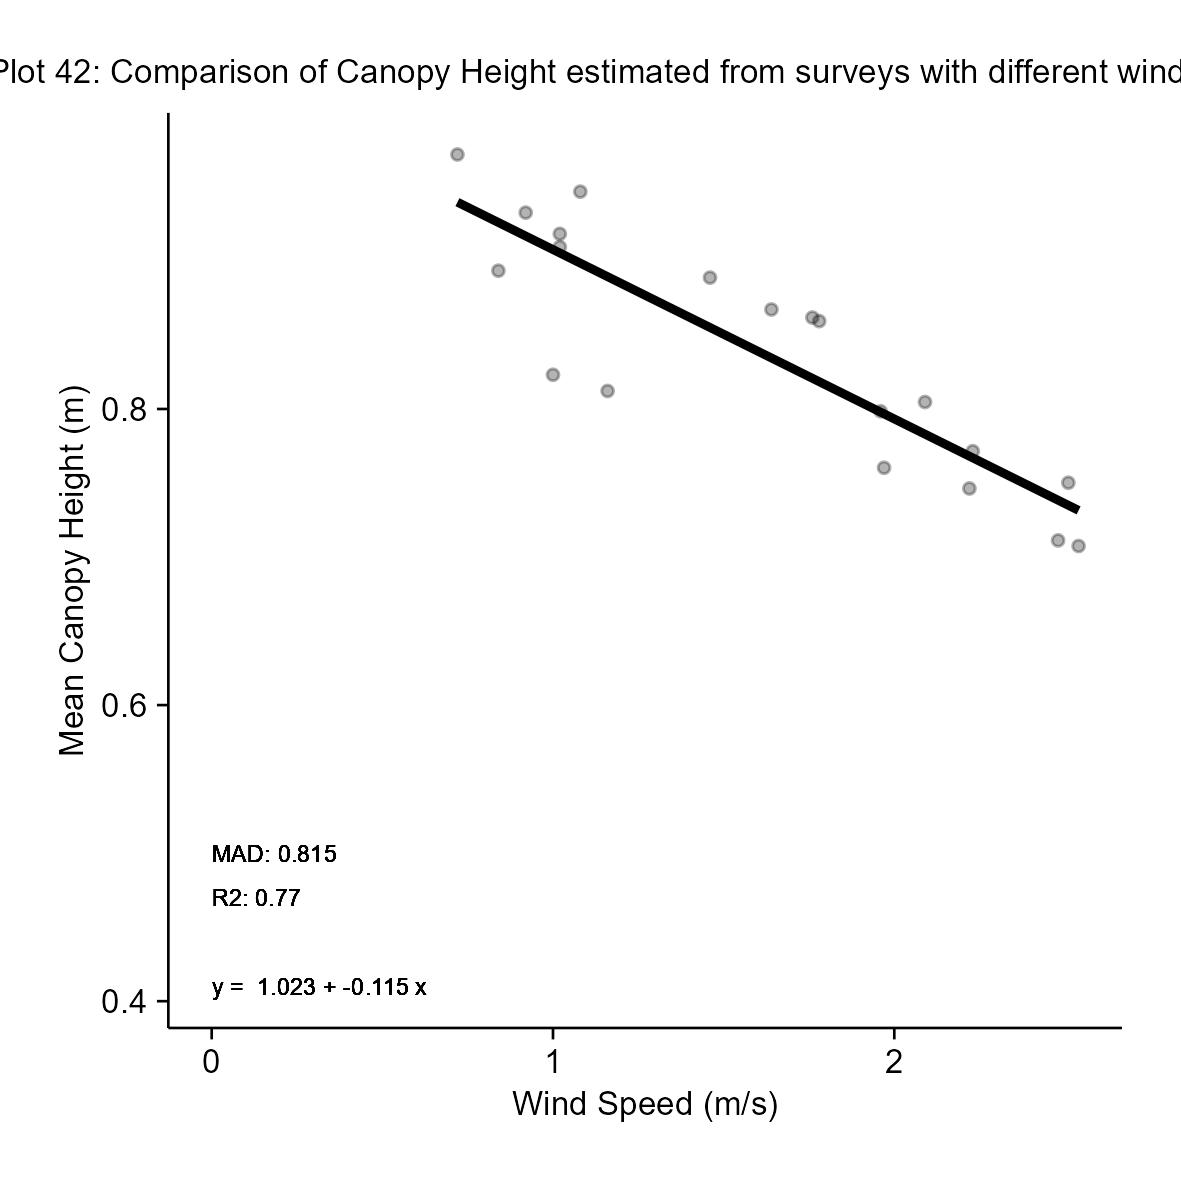 Plot 42: Comparison of Canopy Height estimated from surveys with different wind
Mean Canopy Height (m)
0.8
0.6
0.4
MAD: 0.815
R2: 0.77
y = 1.023 + -0.115 x
0
1
2
Wind Speed (m/s)